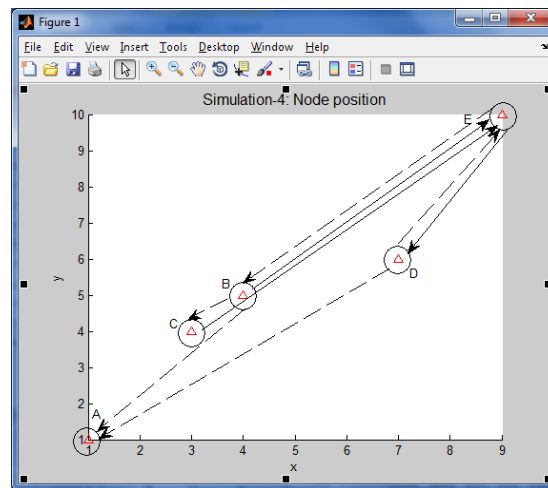 Figure 1
File Edit View Insert Tools Desktop Window Help
Simulation-4: Node position
10
9
8
7
6
5
4
3
2
1
y
E
B
D
C
A
1 2 3 4 5 6 7 8 9
x